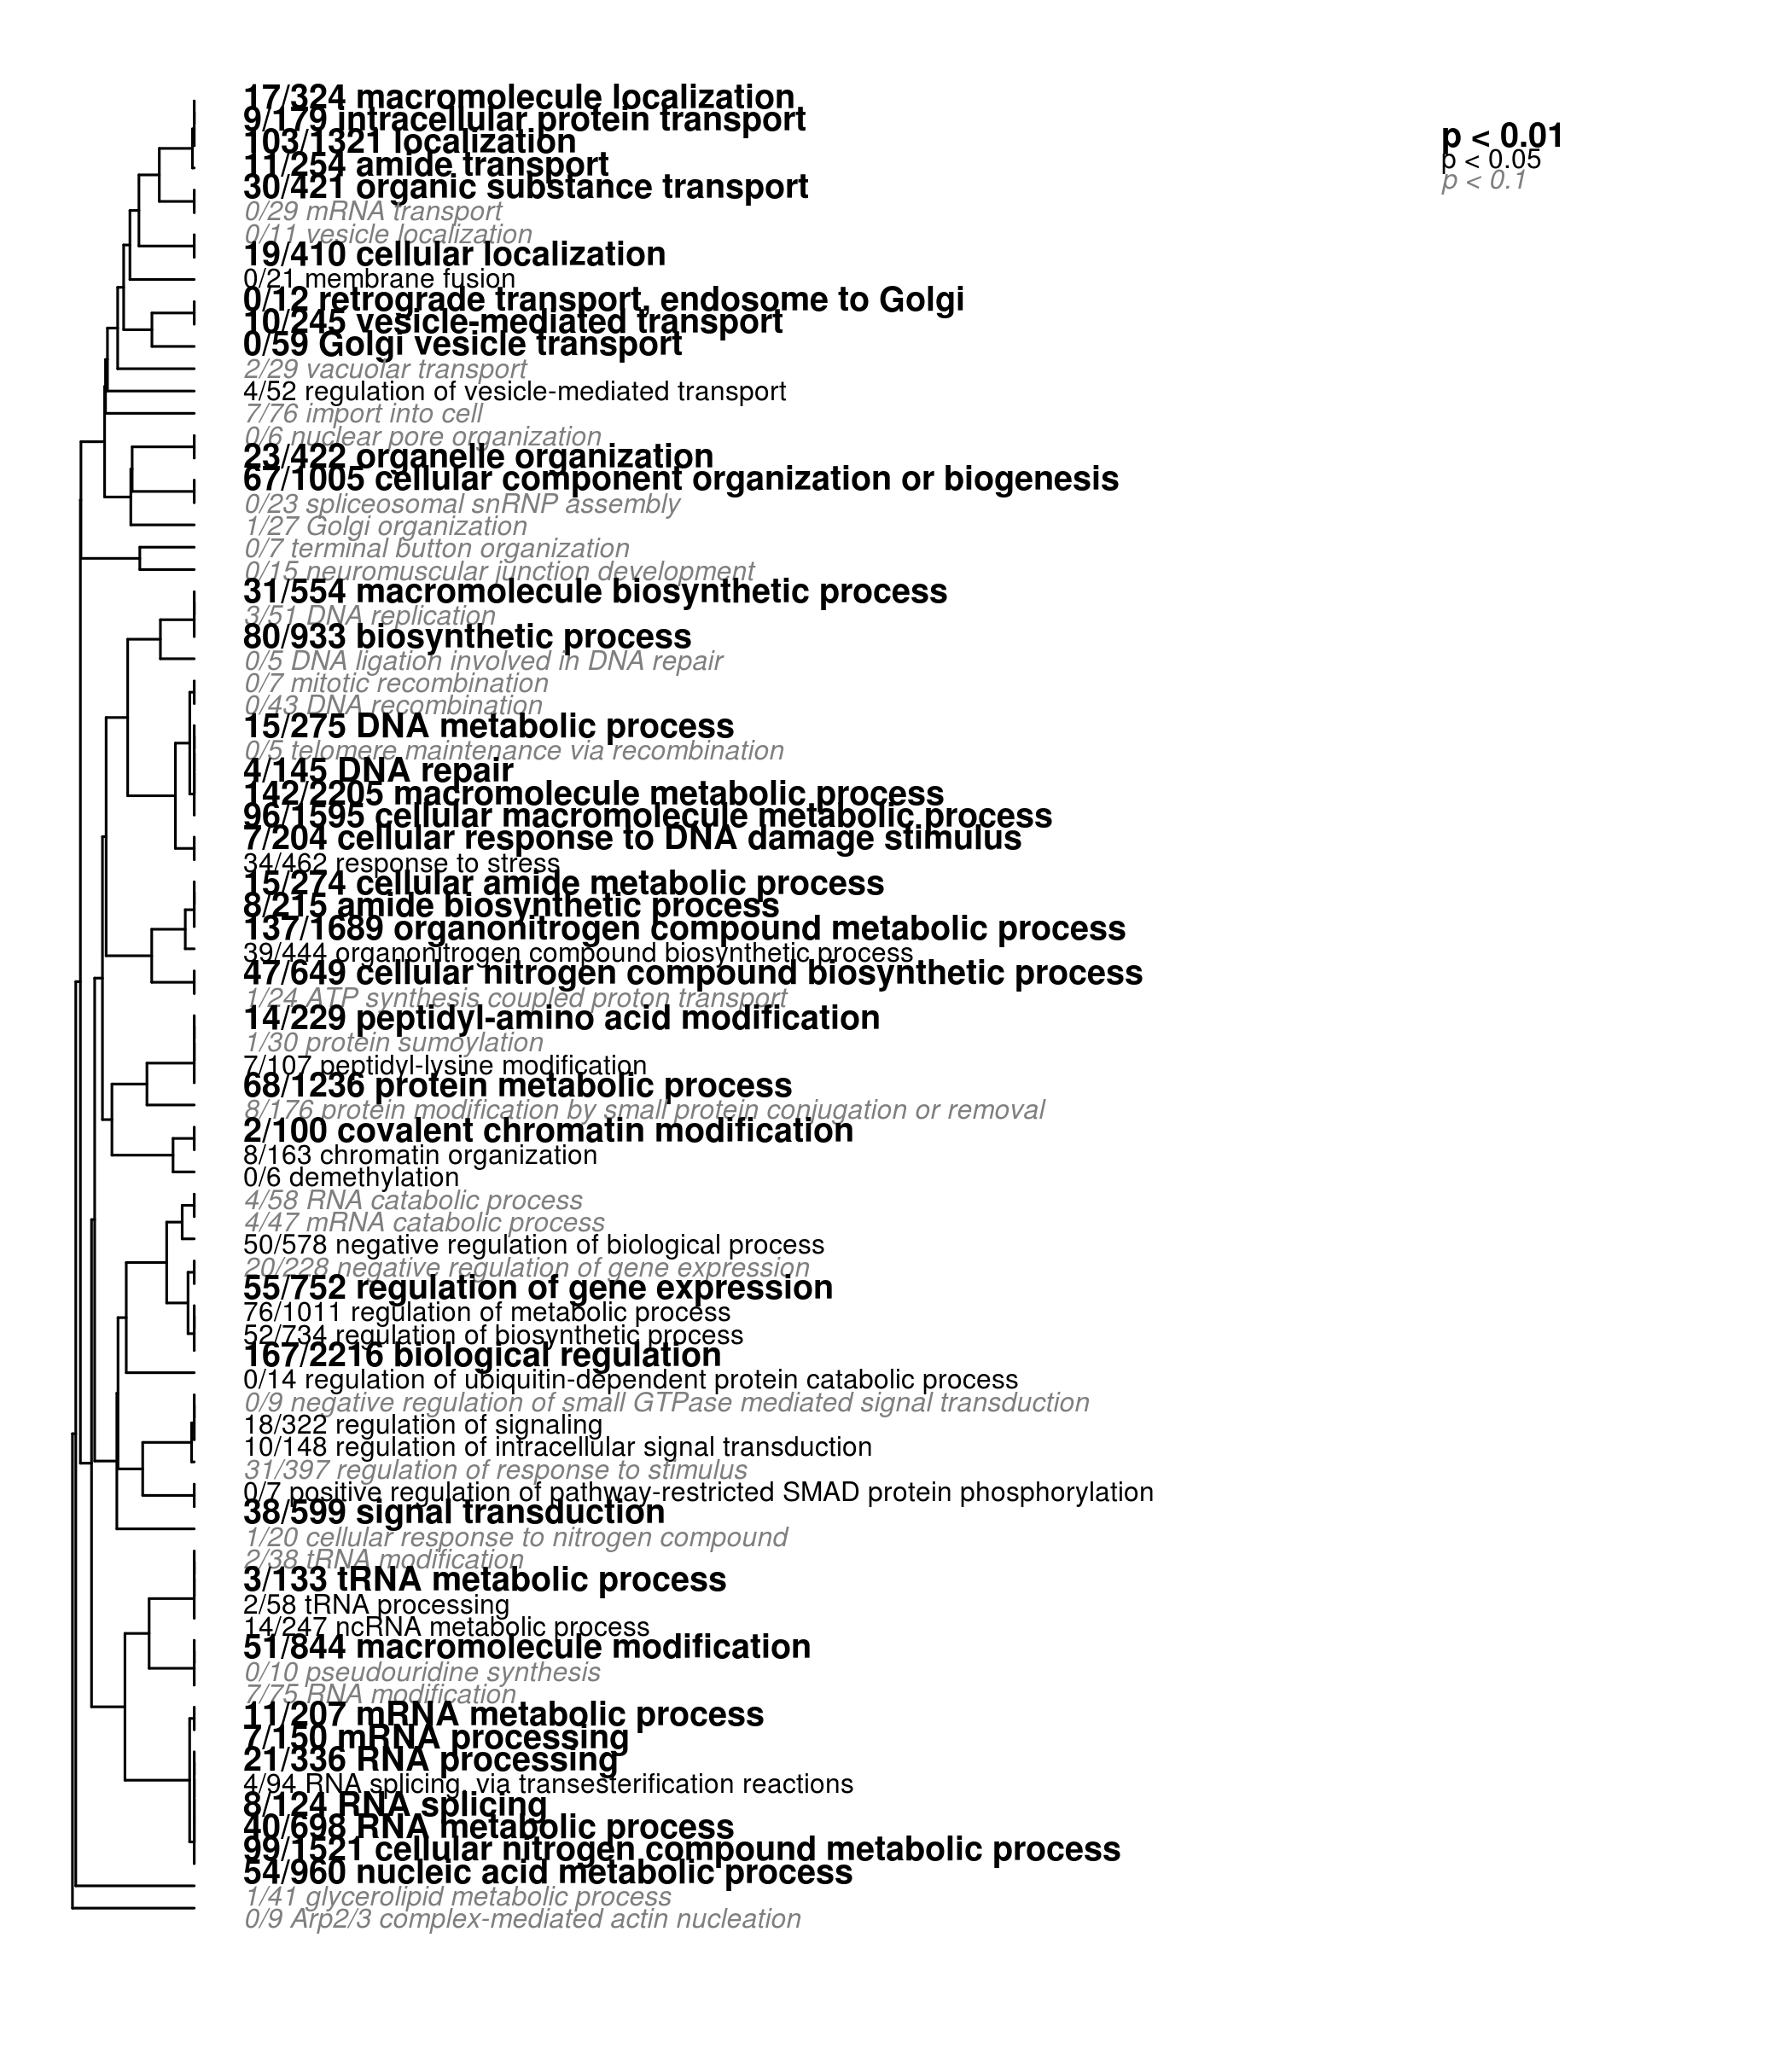 17/324 macromolecule localization
9/179 intracellular protein transport
103/1321 localization
11/254 amide transport
30/421 organic substance transport
0/29 mRNA transport
0/11 vesicle localization
19/410 cellular localization
0/21 membrane fusion
0/12 retrograde transport, endosome to Golgi
10/245 vesicle-mediated transport
0/59 Golgi vesicle transport
2/29 vacuolar transport
4/52 regulation of vesicle-mediated transport
7/76 import into cell
0/6 nuclear pore organization
23/422 organelle organization
67/1005 cellular component organization or biogenesis
0/23 spliceosomal snRNP assembly
1/27 Golgi organization
0/7 terminal button organization
0/15 neuromuscular junction development
31/554 macromolecule biosynthetic process
3/51 DNA replication
80/933 biosynthetic process
0/5 DNA ligation involved in DNA repair
0/7 mitotic recombination
0/43 DNA recombination
15/275 DNA metabolic process
0/5 telomere maintenance via recombination
4/145 DNA repair
142/2205 macromolecule metabolic process
96/1595 cellular macromolecule metabolic process
7/204 cellular response to DNA damage stimulus
34/462 response to stress
15/274 cellular amide metabolic process
8/215 amide biosynthetic process
137/1689 organonitrogen compound metabolic process
39/444 organonitrogen compound biosynthetic process
47/649 cellular nitrogen compound biosynthetic process
1/24 ATP synthesis coupled proton transport
14/229 peptidyl-amino acid modification
1/30 protein sumoylation
7/107 peptidyl-lysine modification
68/1236 protein metabolic process
8/176 protein modification by small protein conjugation or removal
2/100 covalent chromatin modification
8/163 chromatin organization
0/6 demethylation
4/58 RNA catabolic process
4/47 mRNA catabolic process
50/578 negative regulation of biological process
20/228 negative regulation of gene expression
55/752 regulation of gene expression
76/1011 regulation of metabolic process
52/734 regulation of biosynthetic process
167/2216 biological regulation
0/14 regulation of ubiquitin-dependent protein catabolic process
0/9 negative regulation of small GTPase mediated signal transduction
18/322 regulation of signaling
10/148 regulation of intracellular signal transduction
31/397 regulation of response to stimulus
0/7 positive regulation of pathway-restricted SMAD protein phosphorylation
38/599 signal transduction
1/20 cellular response to nitrogen compound
2/38 tRNA modification
3/133 tRNA metabolic process
2/58 tRNA processing
14/247 ncRNA metabolic process
51/844 macromolecule modification
0/10 pseudouridine synthesis
7/75 RNA modification
11/207 mRNA metabolic process
7/150 mRNA processing
21/336 RNA processing
4/94 RNA splicing, via transesterification reactions
8/124 RNA splicing
40/698 RNA metabolic process
99/1521 cellular nitrogen compound metabolic process
54/960 nucleic acid metabolic process
1/41 glycerolipid metabolic process
0/9 Arp2/3 complex-mediated actin nucleation
p < 0.01
p < 0.05
p < 0.1